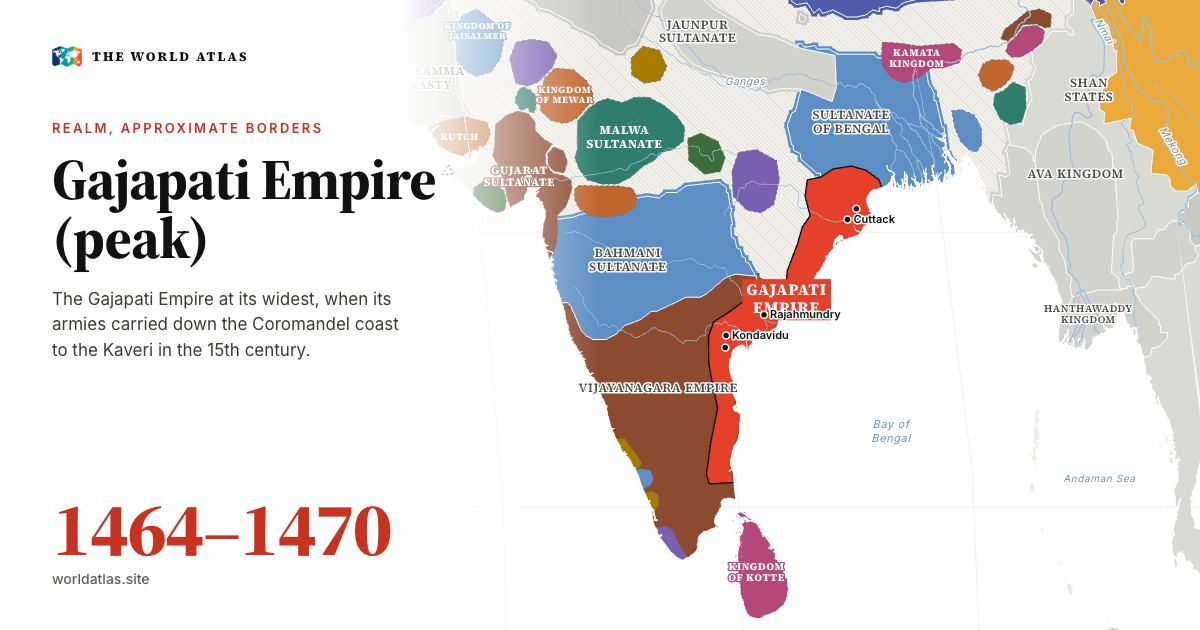 THE WORLD ATLAS
REALM, APPROXIMATE BORDERS
Gajapati Empire
(peak)
The Gajapati Empire at its widest, when its
armies carried down the Coromandel coast
to the Kaveri in the 15th century.
1464–1470
worldatlas.site
KINGDOM OF
JAISALMER
JAUNPUR
SULTANATE
KAMATA
KINGDOM
Nmai
SAMMA
NASTY
KINGDOM
OF MEWAR
Ganges
SHAN
STATES
KUTCH
MALWA
SULTANATE
SULTANATE
OF BENGAL
Mekong
GUJARAT
SULTANATE
AVA KINGDOM
Cuttack
BAHMANI
SULTANATE
GAJAPATI
EMPIRE
Rajahmundry
HANTHAWADDY
KINGDOM
Kondavidu
VIJAYANAGARA EMPIRE
Bay of
Bengal
Andaman Sea
KINGDOM
OF KOTTE